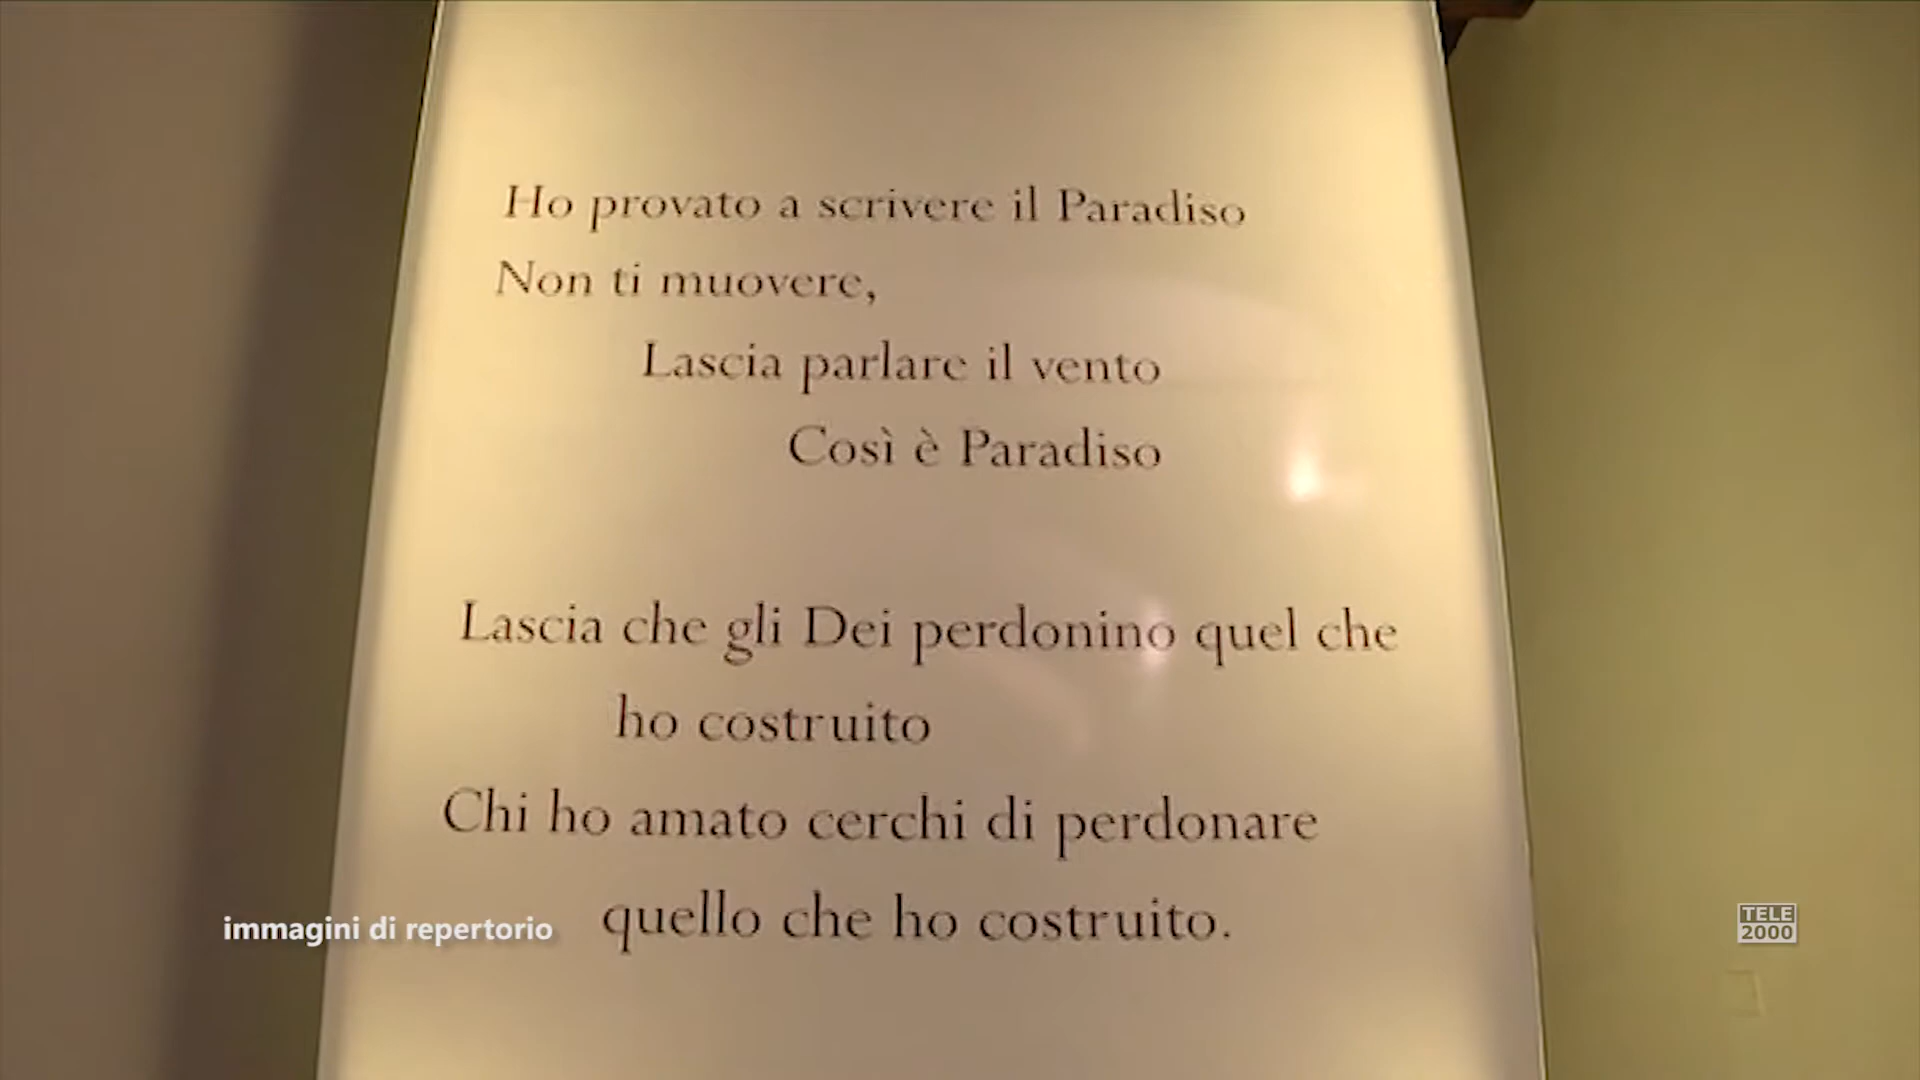 Ho provato a scrivere il Paradiso
Non ti muovere,
Lascia parlare il vento
Così è Paradiso
Lascia che gli Dei perdonino quel che
ho costruito
Chi ho amato cerchi di perdonare
quello che ho costruito.
immagini di repertorio
TELE
2000